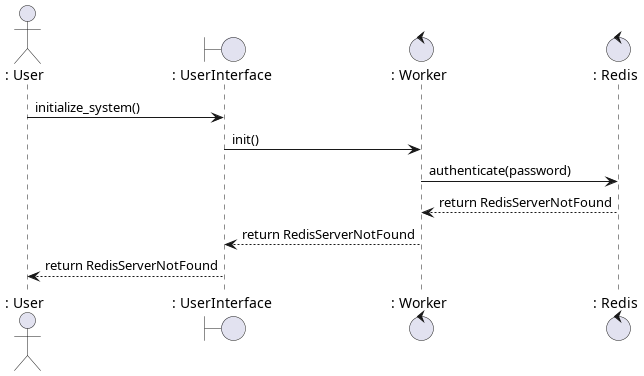 : User : UserInterface : Worker : Redis
initialize_system()
init()
authenticate(password)
return RedisServerNotFound
return RedisServerNotFound
return RedisServerNotFound
: User : UserInterface : Worker : Redis